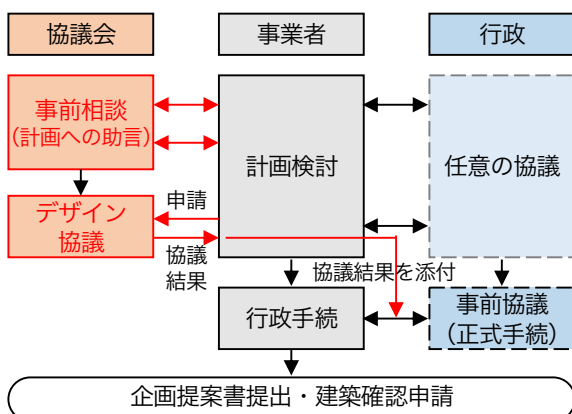 協議会
事業者
行政
事前相談
（計画への助言）
計画検討
任意の協議
デザイン
協議
申請
協議
結果
協議結果を添付
行政手続
事前協議
（正式手続）
企画提案書提出・建築確認申請